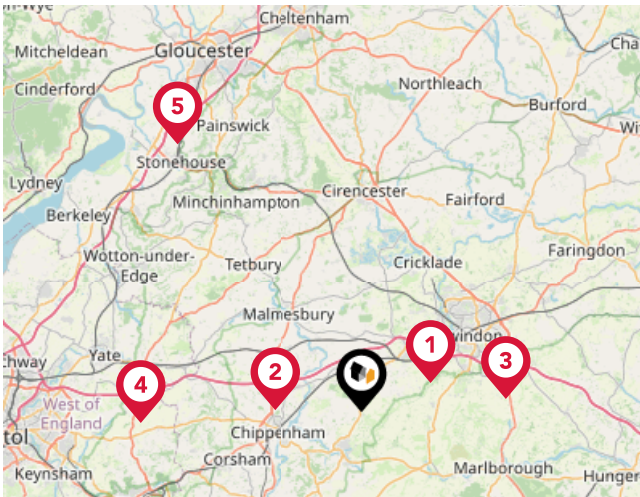 Cheltenham
Mitcheldean
Gloucester
Cinderford
Northleach
Burford
5
Painswick
Stonehouse
Lydney
Minchinhampton
Cirencester
Fairford
Berkeley
Wotton-under-
Edge
Tetbury
Cricklade
Faringdon
Malmesbury
1
Yate
2
3
4
West of
England
Chippenham
Corsham
Marlborough
Keynsham